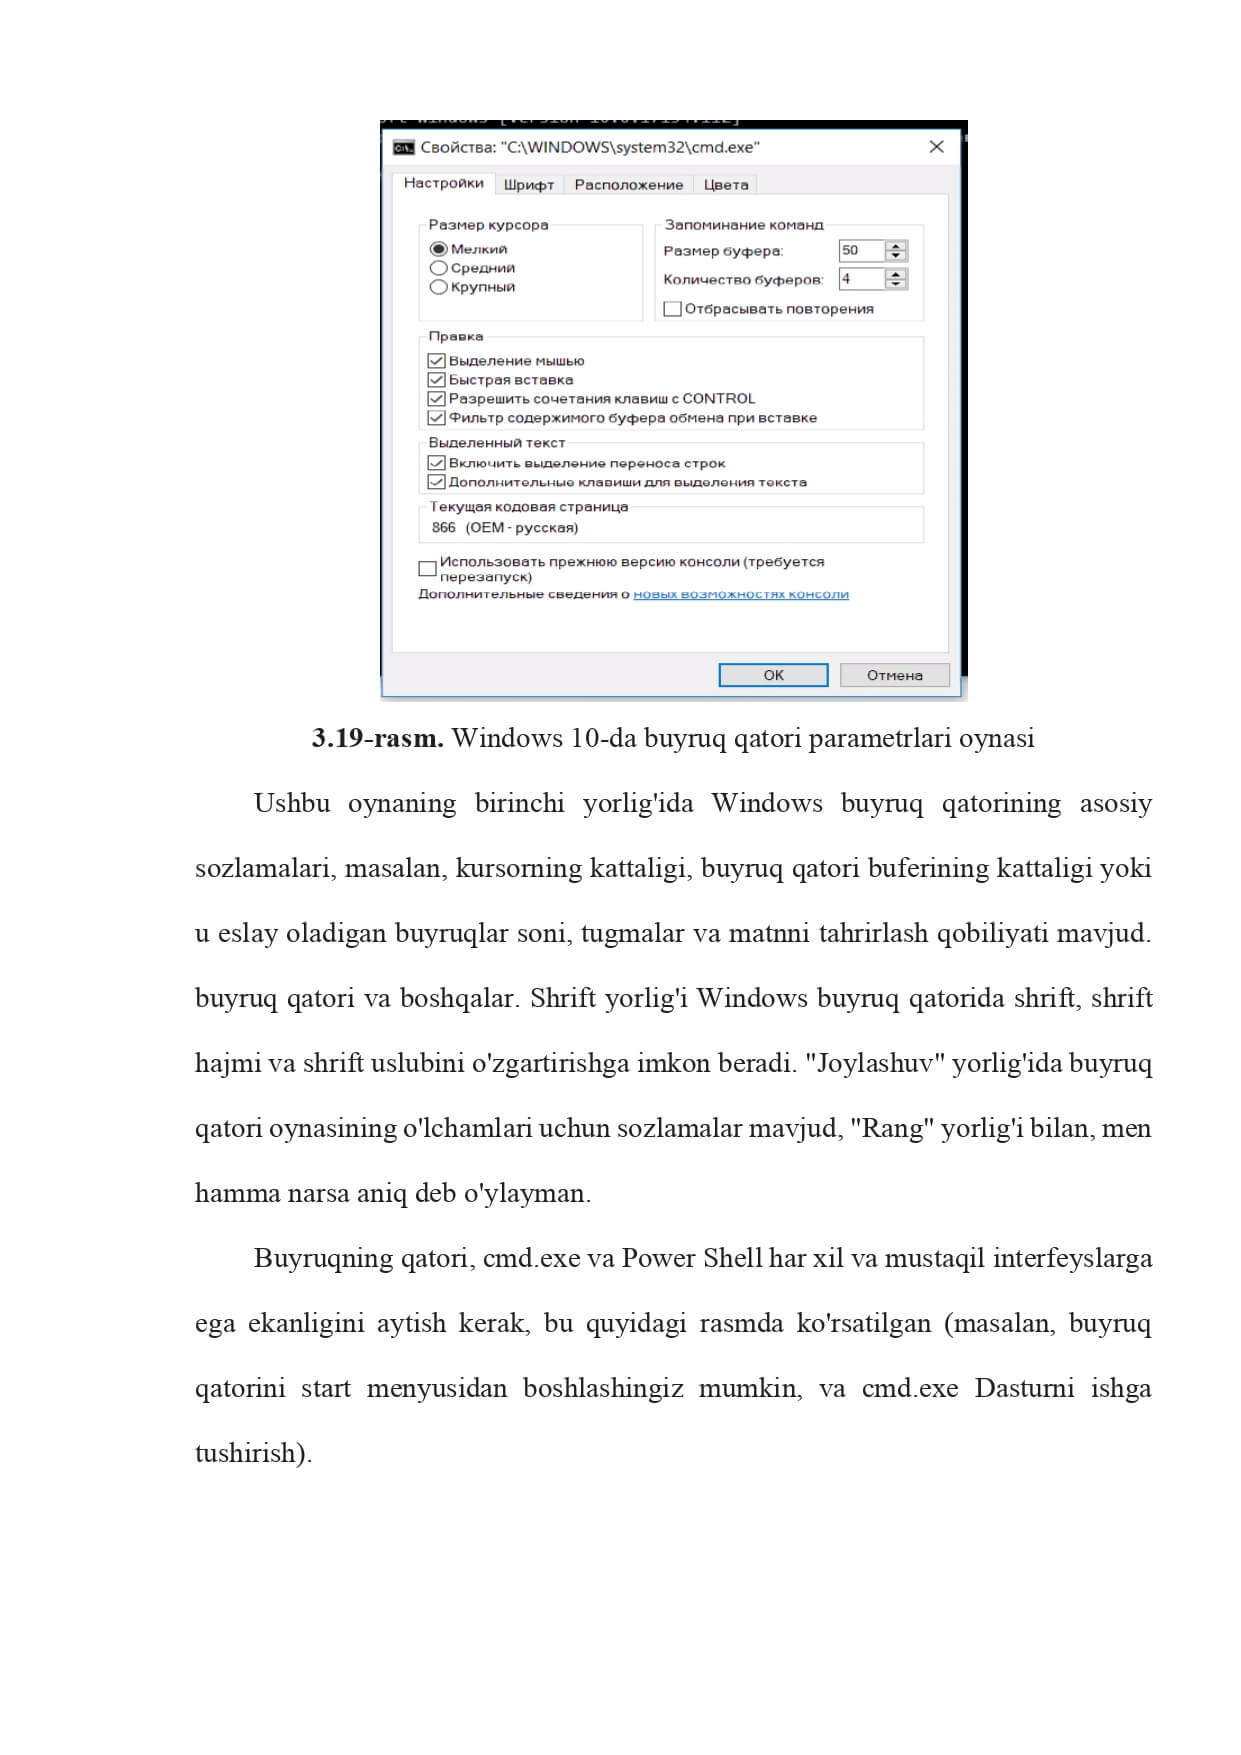 Свойства: "C:\WINDOWS\system32\cmd.exe"
Настройки Шрифт Расположение Цвета
Размер курсора
Мелкий
Средний
Крупный
Запоминание команд
Размер буфера: 50
Количество буферов: 4
Отбрасывать повторения
Правка
Выделение мышью
Быстрая вставка
Разрешить сочетания клавиш с CONTROL
Фильтр содержимого буфера обмена при вставке
Выделенный текст
Включить выделение переноса строк
Дополнительные клавиши для выделения текста
Текущая кодовая страница
866 (OEM - русская)
Использовать прежнюю версию консоли (требуется
перезапуск)
Дополнительные сведения о новых возможностях консоли
OK Отмена
3.19-rasm. Windows 10-da buyruq qatori parametrlari oynasi
Ushbu oynaning birinchi yorlig'ida Windows buyruq qatorining asosiy
sozlamalari, masalan, kursorning kattaligi, buyruq qatori buferining kattaligi yoki
u eslay oladigan buyruqlar soni, tugmalar va matnni tahrirlash qobiliyati mavjud.
buyruq qatori va boshqalar. Shrift yorlig'i Windows buyruq qatorida shrift, shrift
hajmi va shrift uslubini o'zgartirishga imkon beradi. "Joylashuv" yorlig'ida buyruq
qatori oynasining o'lchamlari uchun sozlamalar mavjud, "Rang" yorlig'i bilan, men
hamma narsa aniq deb o'ylayman.
Buyruqning qatori, cmd.exe va Power Shell har xil va mustaqil interfeyslarga
ega ekanligini aytish kerak, bu quyidagi rasmda ko'rsatilgan (masalan, buyruq
qatorini start menyusidan boshlashingiz mumkin, va cmd.exe Dasturni ishga
tushirish).